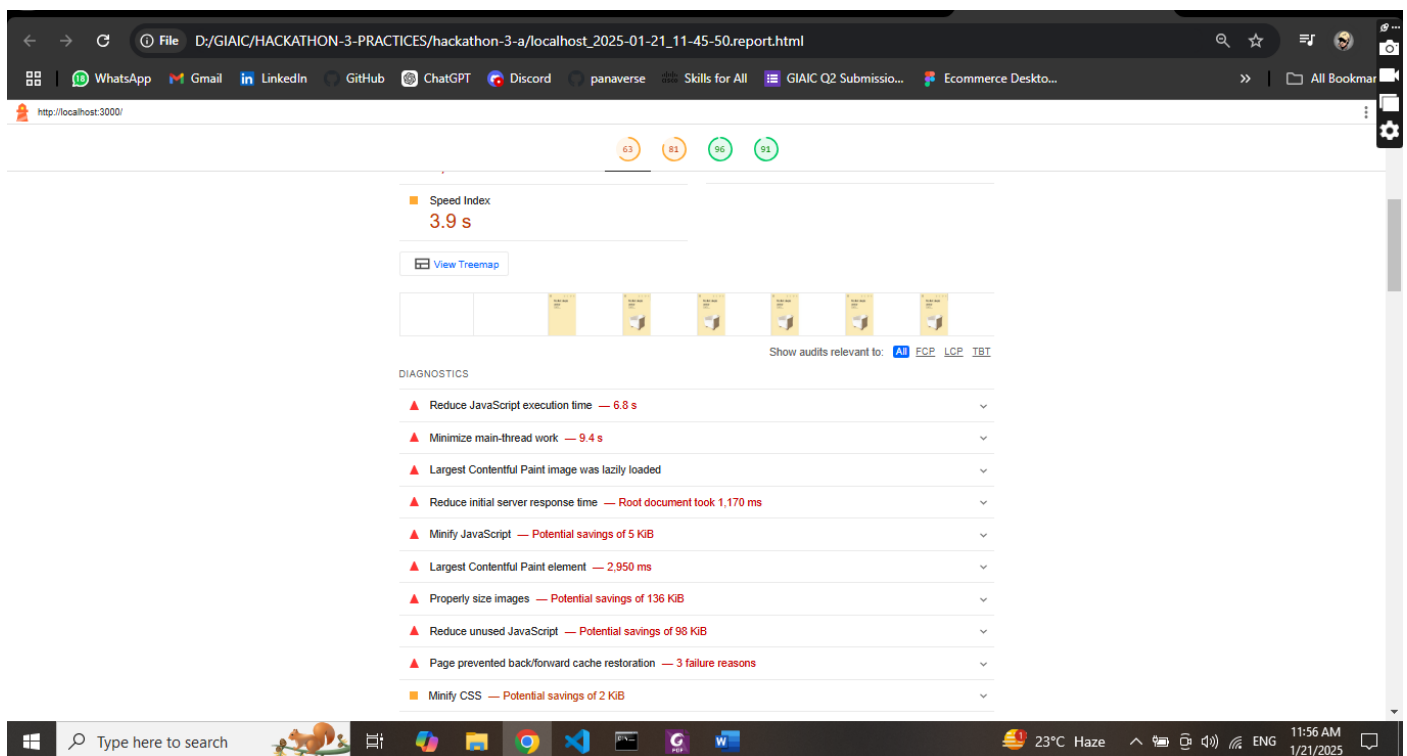 File D:/GIAIC/HACKATHON-3-PRACTICES/hackathon-3-a/localhost_2025-01-21_11-45-50.report.html
WhatsApp Gmail LinkedIn GitHub ChatGPT Discord panaverse Skills for All GIAIC Q2 Submissio... Ecommerce Deskto... » All Bookmar
http://localhost:3000/
63 81 96 91
Speed Index
3.9 s
View Treemap
Show audits relevant to: All FCP LCP TBT
DIAGNOSTICS
Reduce JavaScript execution time — 6.8 s
Minimize main-thread work — 9.4 s
Largest Contentful Paint image was lazily loaded
Reduce initial server response time — Root document took 1,170 ms
Minify JavaScript — Potential savings of 5 KiB
Largest Contentful Paint element — 2,950 ms
Properly size images — Potential savings of 136 KiB
Reduce unused JavaScript — Potential savings of 98 KiB
Page prevented back/forward cache restoration — 3 failure reasons
Minify CSS — Potential savings of 2 KiB
Type here to search 23°C Haze ENG 11:56 AM
1/21/2025